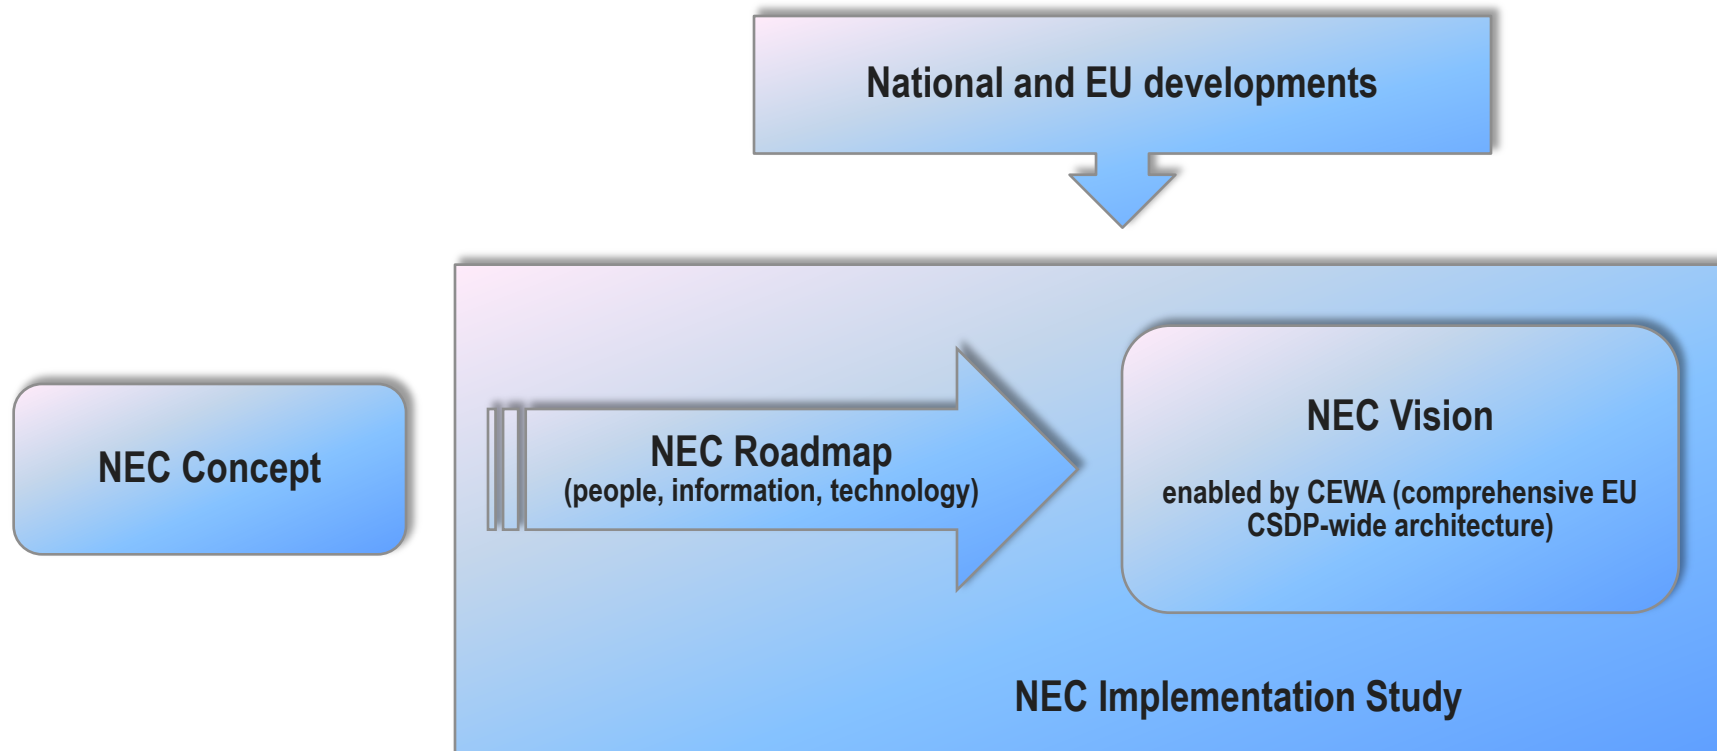 National and EU developments
NEC Concept
NEC Roadmap
(people, information, technology)
NEC Vision
enabled by CEWA (comprehensive EU
CSDP-wide architecture)
NEC Implementation Study